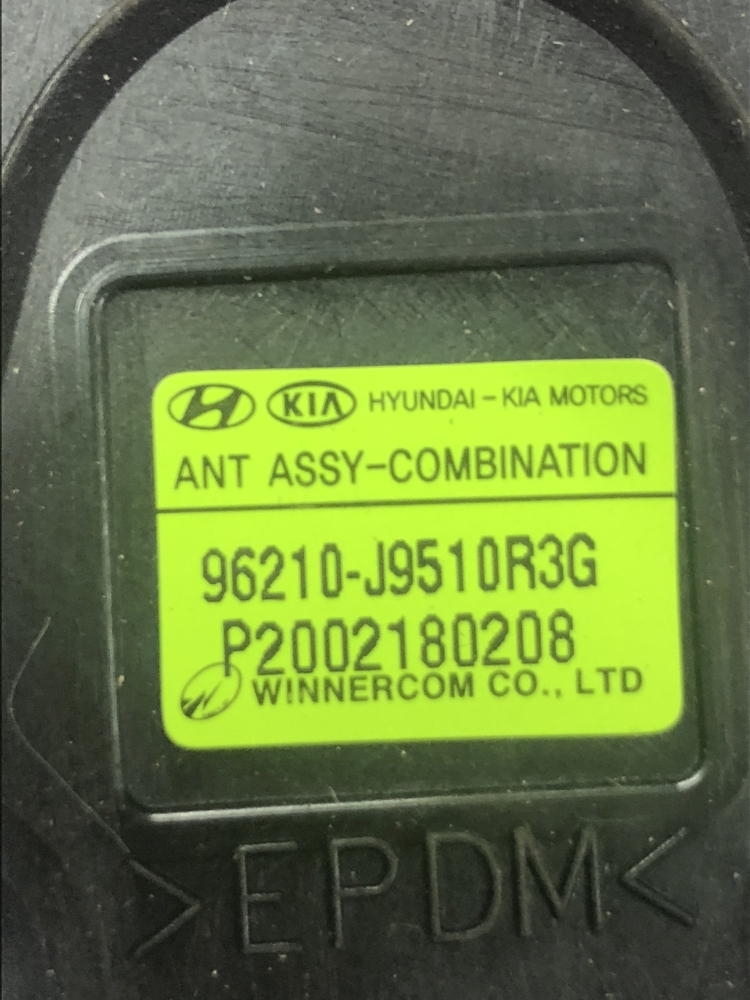 KIA HYUNDAI - KIA MOTORS
ANT ASSY-COMBINATION
96210-J9510R3G
P2002180208
WINNERCOM CO., LTD
>EPDM<